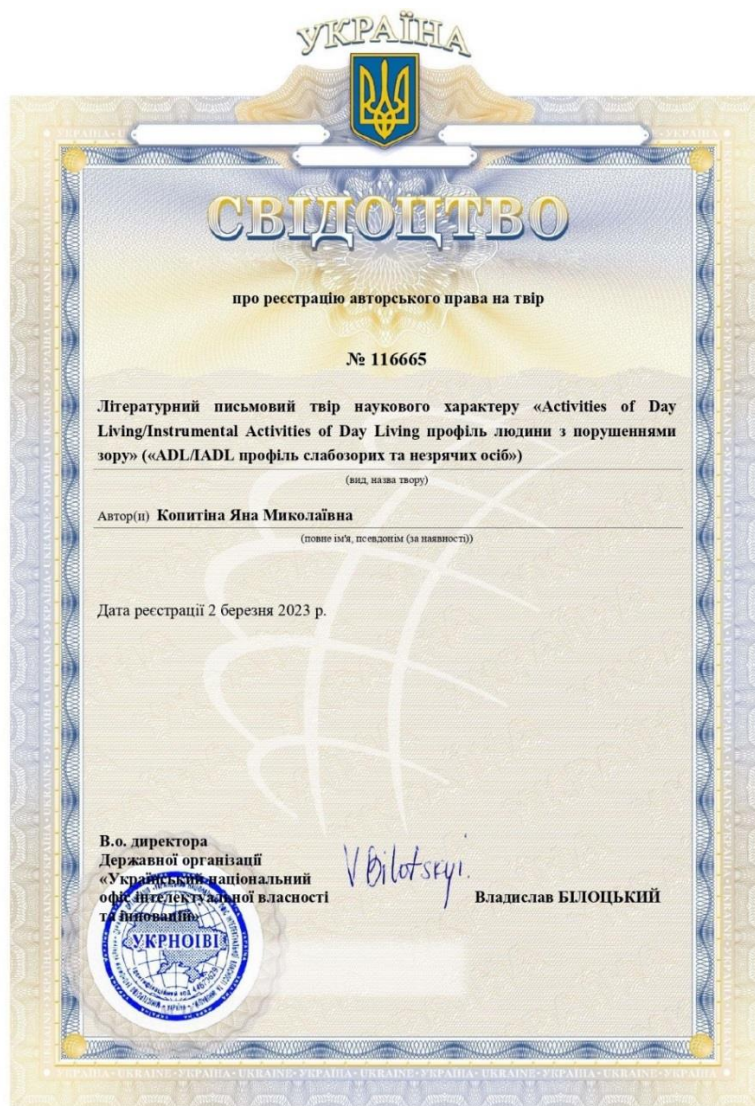 УКРАЇНА
СВІДОЦТВО
про реєстрацію авторського права на твір
№ 116665
Літературний письмовий твір наукового характеру «Activities of Day
Living/Instrumental Activities of Day Living профіль людини з порушеннями
зору» («ADL/IADL профіль слабозорих та незрячих осіб»)
(вид, назва твору)
Автор(и) Копитіна Яна Миколаївна
(повне ім'я, псевдонім (за наявності))
Дата реєстрації 2 березня 2023 р.
В.о. директора
Державної організації
«Український національний
офіс інтелектуальної власності
та інновацій»
V Bilotskyi.
Владислав БІЛОЦЬКИЙ
УКРНОІВІ